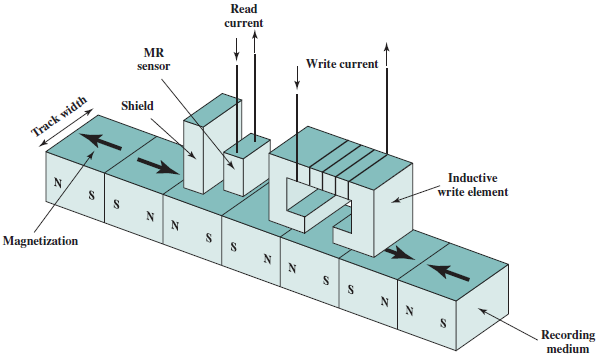 Read
current
MR
sensor
Write current
Shield
Track width
Inductive
write element
N
S S
N N
S S
N N
S S
N N
S
Magnetization
Recording
medium